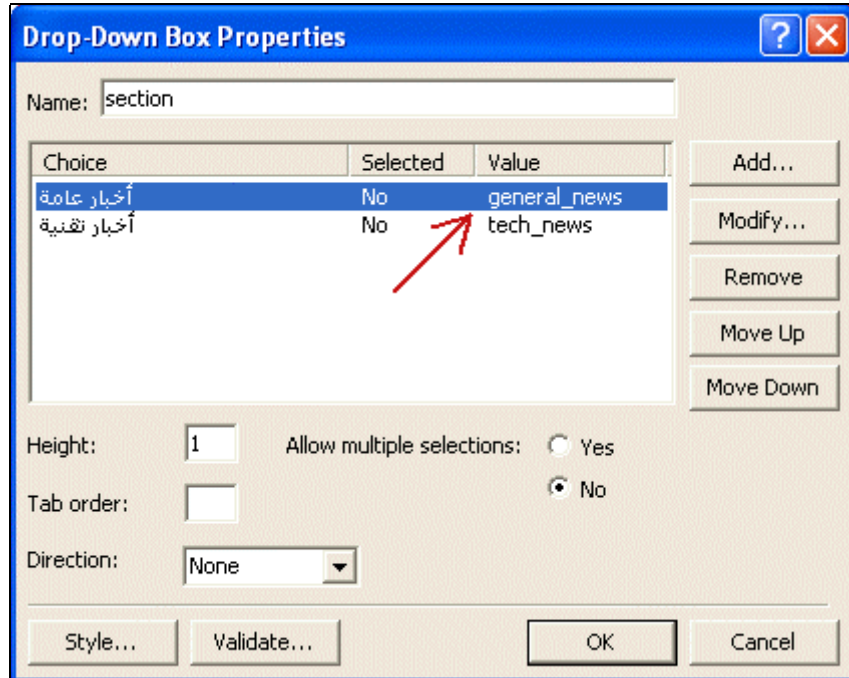 Drop-Down Box Properties
Name: section
Choice Selected Value
أخبار عامة No general_news
أخبار تقنية No tech_news
Add...
Modify...
Remove
Move Up
Move Down
Height: 1 Allow multiple selections: Yes
No
Tab order:
Direction: None
Style... Validate... OK Cancel